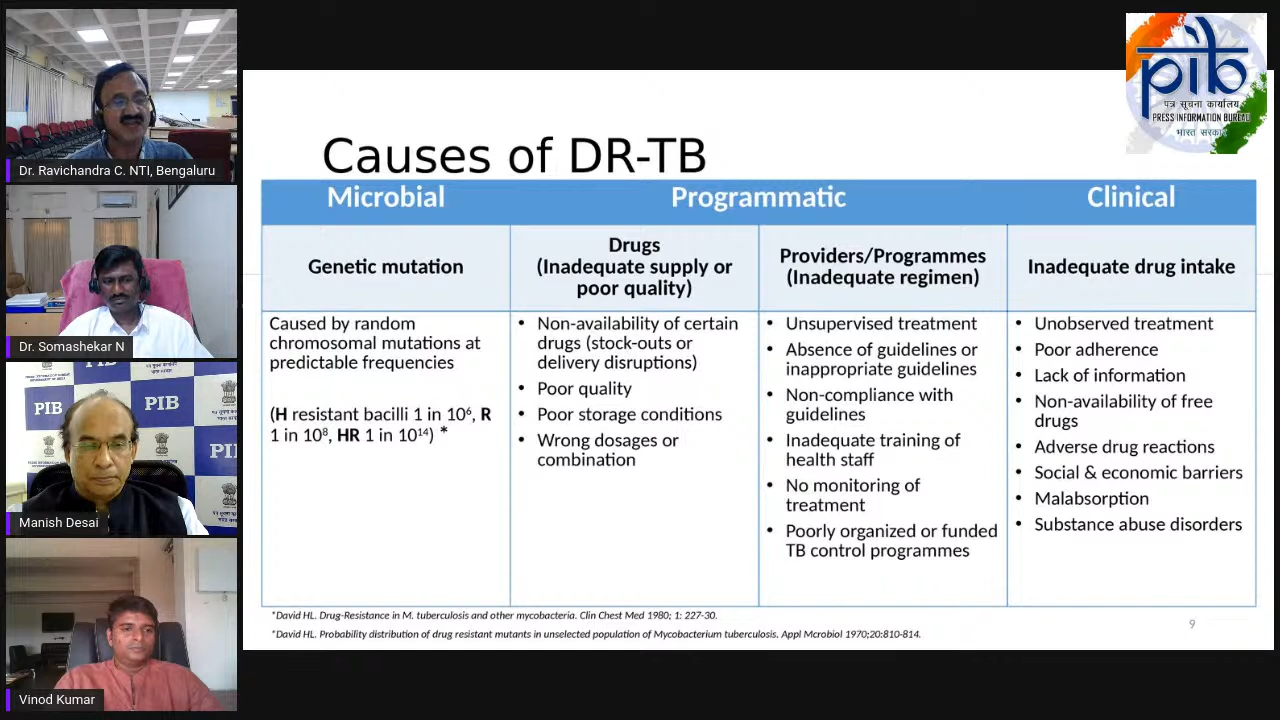 Dr. Ravichandra C. NTI, Bengaluru
Dr. Somashekar N
PIB
PIB
PIB
Manish Desai
Vinod Kumar
pib
पत्र सूचना कार्यालय
PRESS INFORMATION BUREAU
भारत सरकार
Causes of DR-TB
Microbial
Programmatic
Clinical
Genetic mutation
Drugs
(Inadequate supply or
poor quality)
Providers/Programmes
(Inadequate regimen)
Inadequate drug intake
Caused by random
chromosomal mutations at
predictable frequencies
(H resistant bacilli 1 in 10⁶, R
1 in 10⁸, HR 1 in 10¹⁴) *
• Non-availability of certain
drugs (stock-outs or
delivery disruptions)
• Poor quality
• Poor storage conditions
• Wrong dosages or
combination
• Unsupervised treatment
• Absence of guidelines or
inappropriate guidelines
• Non-compliance with
guidelines
• Inadequate training of
health staff
• No monitoring of
treatment
• Poorly organized or funded
TB control programmes
• Unobserved treatment
• Poor adherence
• Lack of information
• Non-availability of free
drugs
• Adverse drug reactions
• Social & economic barriers
• Malabsorption
• Substance abuse disorders
*David HL. Drug-Resistance in M. tuberculosis and other mycobacteria. Clin Chest Med 1980; 1: 227-30.
*David HL. Probability distribution of drug resistant mutants in unselected population of Mycobacterium tuberculosis. Appl Mcrobiol 1970;20:810-814.
9